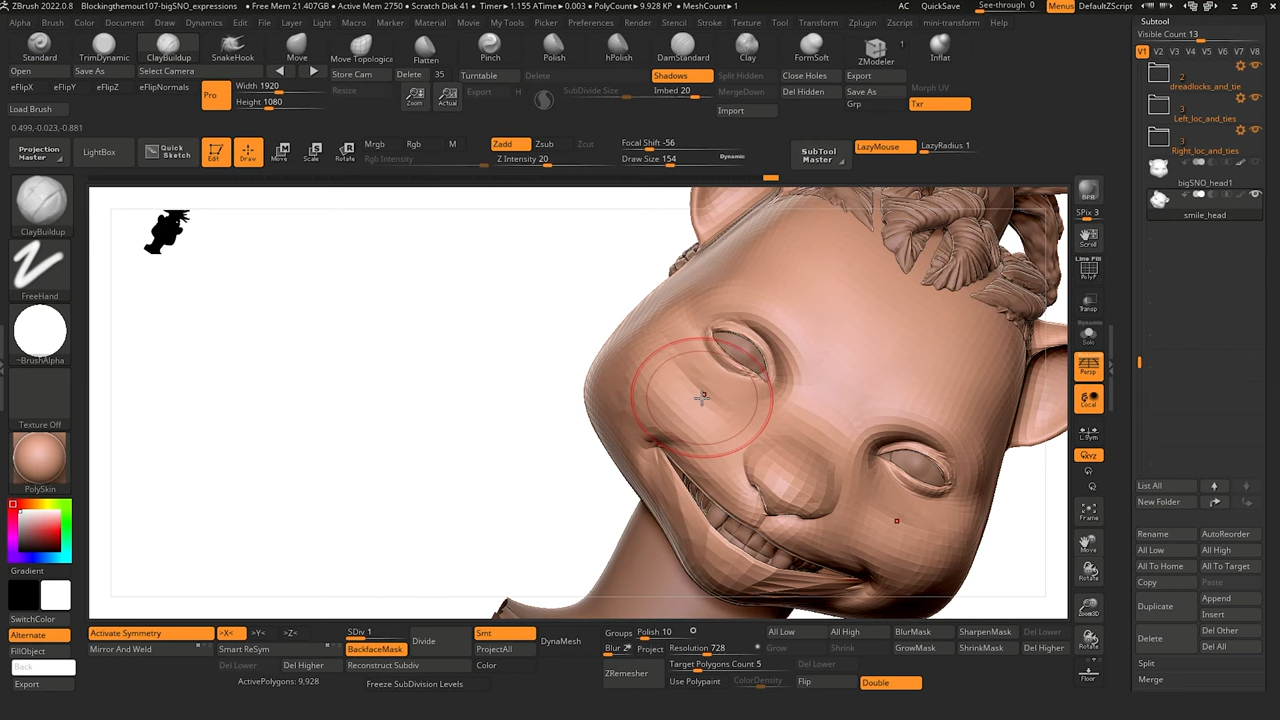 ZBrush 2022.0.8 Blockingthemout107-bigSNO_expressions • Free Mem 21.407GB • Active Mem 2750 • Scratch Disk 41 • Timer▶1.155 ATime▶0.003 • PolyCount▶9.928 KP • MeshCount▶1 AC QuickSave See-through 0 Menus DefaultZScript
Alpha Brush Color Document Draw Dynamics Edit File Layer Light Macro Marker Material Movie My Tools Picker Preferences Render Stencil Stroke Texture Tool Transform Zplugin Zscript mini-transform Help
Standard TrimDynamic ClayBuildup SnakeHook Move Move Topologica Flatten Pinch Polish hPolish DamStandard Clay FormSoft ZModeler 1 Inflat
Open Save As Select Camera Store Cam Delete 35 Turntable Delete Shadows Split Hidden Close Holes Export Morph UV
eFlipX eFlipY eFlipZ eFlipNormals Pro Width 1920 Height 1080 Resize Zoom Actual Export H SubDivide Size Imbed 20 MergeDown Del Hidden Save As
Load Brush Import Grp Txr
0.499,-0.023,-0.881
Projection Master LightBox Quick Sketch Edit Draw Move Scale Rotate Mrgb Rgb M Zadd Zsub Zcut Focal Shift -56 SubTool Master LazyMouse LazyRadius 1
Rgb Intensity Z Intensity 20 Draw Size 154 Dynamic
ClayBuildup
FreeHand
~BrushAlpha
Texture Off
PolySkin
Gradient
SwitchColor
Alternate
FillObject
Back
Export
BPR
SPix 3
Scroll
Line Fill
PolyF
Transp
Dynamic
Solo
Persp
Local
L.Sym
XYZ
Frame
Move
Rotate
Zoom3D
Rotate
Floor
Subtool
Visible Count 13
V1 V2 V3 V4 V5 V6 V7 V8
2
dreadlocks_and_tie
3
Left_loc_and_ties
3
Right_loc_and_ties
bigSNO_head1
smile_head
List All
New Folder
Rename AutoReorder
All Low All High
All To Home All To Target
Copy Paste
Duplicate Append
Insert
Delete Del Other
Del All
Split
Merge
Activate Symmetry >X< >Y< >Z< SDiv 1 Divide Smt DynaMesh Groups Polish 10 All Low All High BlurMask SharpenMask Del Lower
Mirror And Weld Smart ReSym BackfaceMask ProjectAll Blur 2 Project Resolution 728 Grow Shrink GrowMask ShrinkMask Del Higher
Del Lower Del Higher Reconstruct Subdiv Color ZRemesher Target Polygons Count 5 Del Lower
ActivePolygons: 9,928 Freeze SubDivision Levels Use Polypaint ColorDensity Flip Double